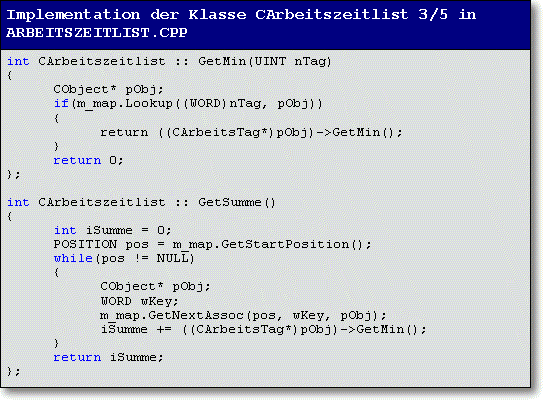 Implementation der Klasse CArbeitszeitlist 3/5 in
ARBEITSZEITLIST.CPP
int CArbeitszeitlist :: GetMin(UINT nTag)
{
CObject* pObj;
if(m_map.Lookup((WORD)nTag, pObj))
{
return ((CArbeitsTag*)pObj)->GetMin();
}
return 0;
};
int CArbeitszeitlist :: GetSumme()
{
int iSumme = 0;
POSITION pos = m_map.GetStartPosition();
while(pos != NULL)
{
CObject* pObj;
WORD wKey;
m_map.GetNextAssoc(pos, wKey, pObj);
iSumme += ((CArbeitsTag*)pObj)->GetMin();
}
return iSumme;
};